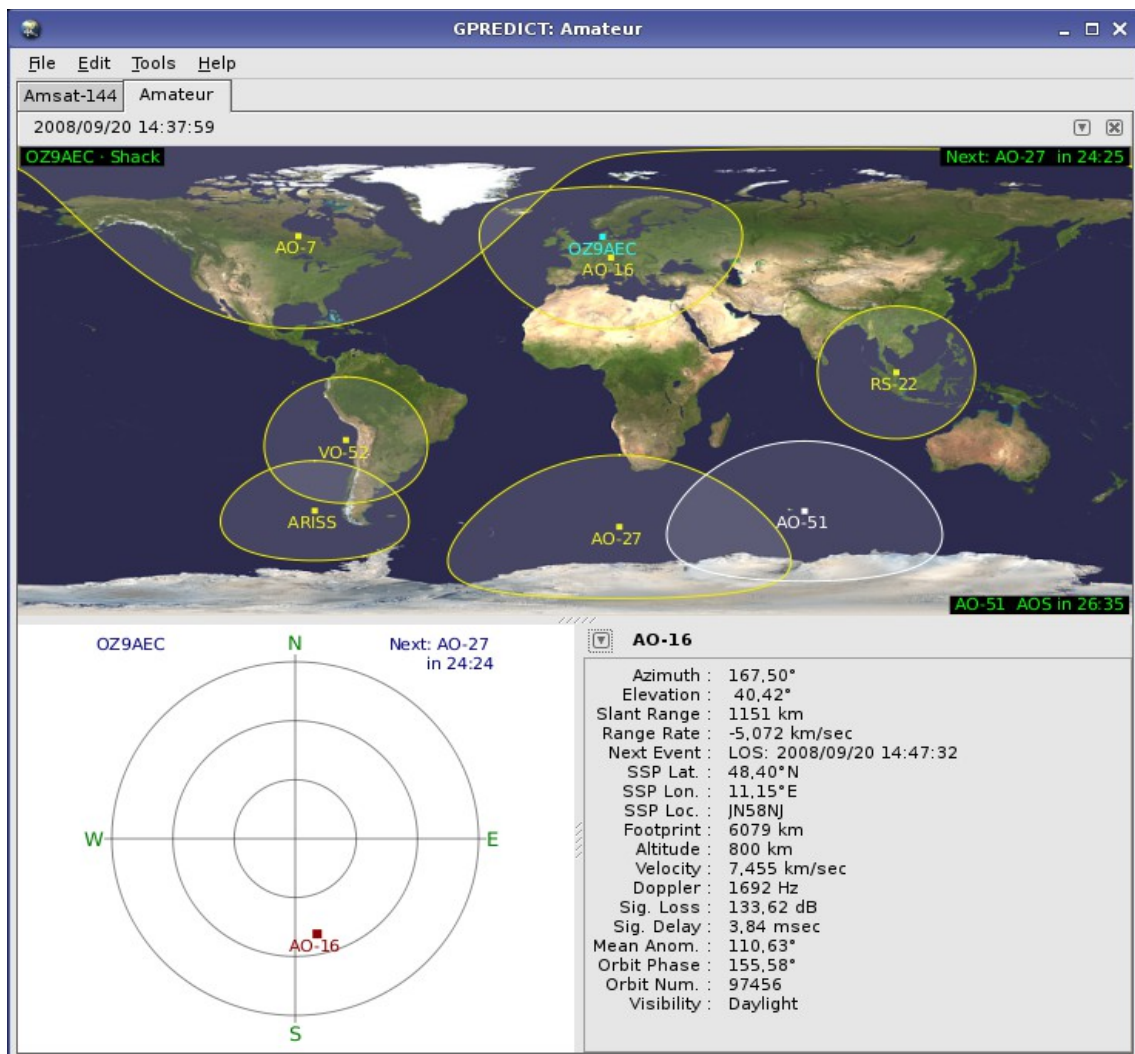 GPREDICT: Amateur
File Edit Tools Help
Amsat-144 Amateur
2008/09/20 14:37:59
OZ9AEC · Shack
Next: AO-27 in 24:25
AO-7
OZ9AEC
AO-16
RS-22
VO-52
ARISS
AO-27
AO-51
AO-51 AOS in 26:35
OZ9AEC
N
Next: AO-27
in 24:24
W
E
AO-16
S
AO-16
Azimuth : 167,50°
Elevation : 40,42°
Slant Range : 1151 km
Range Rate : -5,072 km/sec
Next Event : LOS: 2008/09/20 14:47:32
SSP Lat. : 48,40°N
SSP Lon. : 11,15°E
SSP Loc. : JN58NJ
Footprint : 6079 km
Altitude : 800 km
Velocity : 7,455 km/sec
Doppler : 1692 Hz
Sig. Loss : 133,62 dB
Sig. Delay : 3,84 msec
Mean Anom. : 110,63°
Orbit Phase : 155,58°
Orbit Num. : 97456
Visibility : Daylight